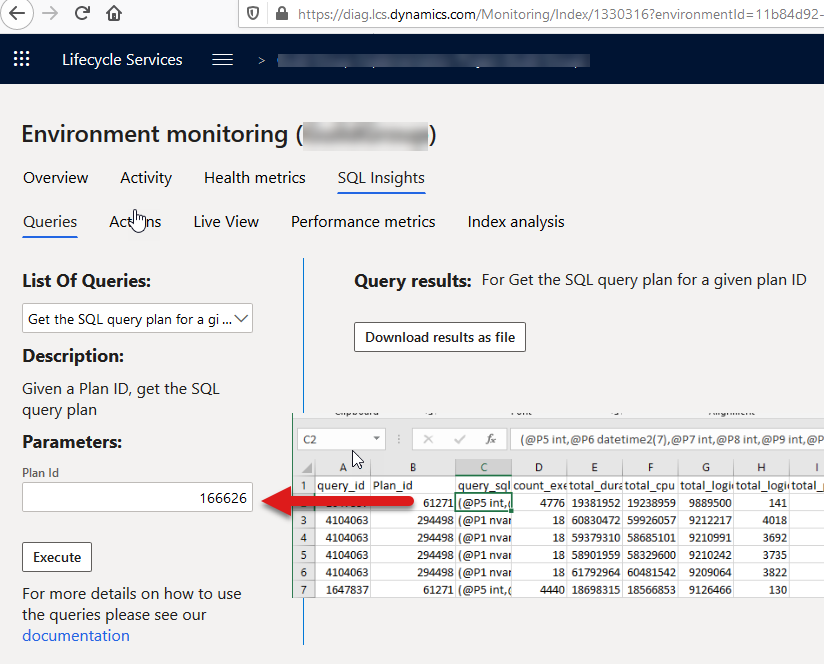 https://diag.lcs.dynamics.com/Monitoring/Index/1330316?environmentId=11b84d92-
Lifecycle Services >
Environment monitoring ( )
Overview Activity Health metrics SQL Insights
Queries Actions Live View Performance metrics Index analysis
List Of Queries:
Get the SQL query plan for a gi ...
Description:
Given a Plan ID, get the SQL
query plan
Parameters:
Plan Id
166626
Execute
For more details on how to use
the queries please see our
documentation
Query results: For Get the SQL query plan for a given plan ID
Download results as file
Clipboard Font Alignment
C2 fx (@P5 int,@P6 datetime2(7),@P7 int,@P8 int,@P9 int,@P
A B C D E F G H I
1 query_id Plan_id query_sql count_exe total_dura total_cpu total_logic total_logic total_p
61271 (@P5 int,( 4776 19381952 19238959 9889500 141
3 4104063 294498 (@P1 nvar 18 60830472 59926057 9212217 4018
4 4104063 294498 (@P1 nvar 18 59379310 58685101 9210991 3692
5 4104063 294498 (@P1 nvar 18 58901959 58329600 9210242 3735
6 4104063 294498 (@P1 nvar 18 61792964 60481542 9209064 3822
7 1647837 61271 (@P5 int,( 4440 18698315 18566853 9126466 130